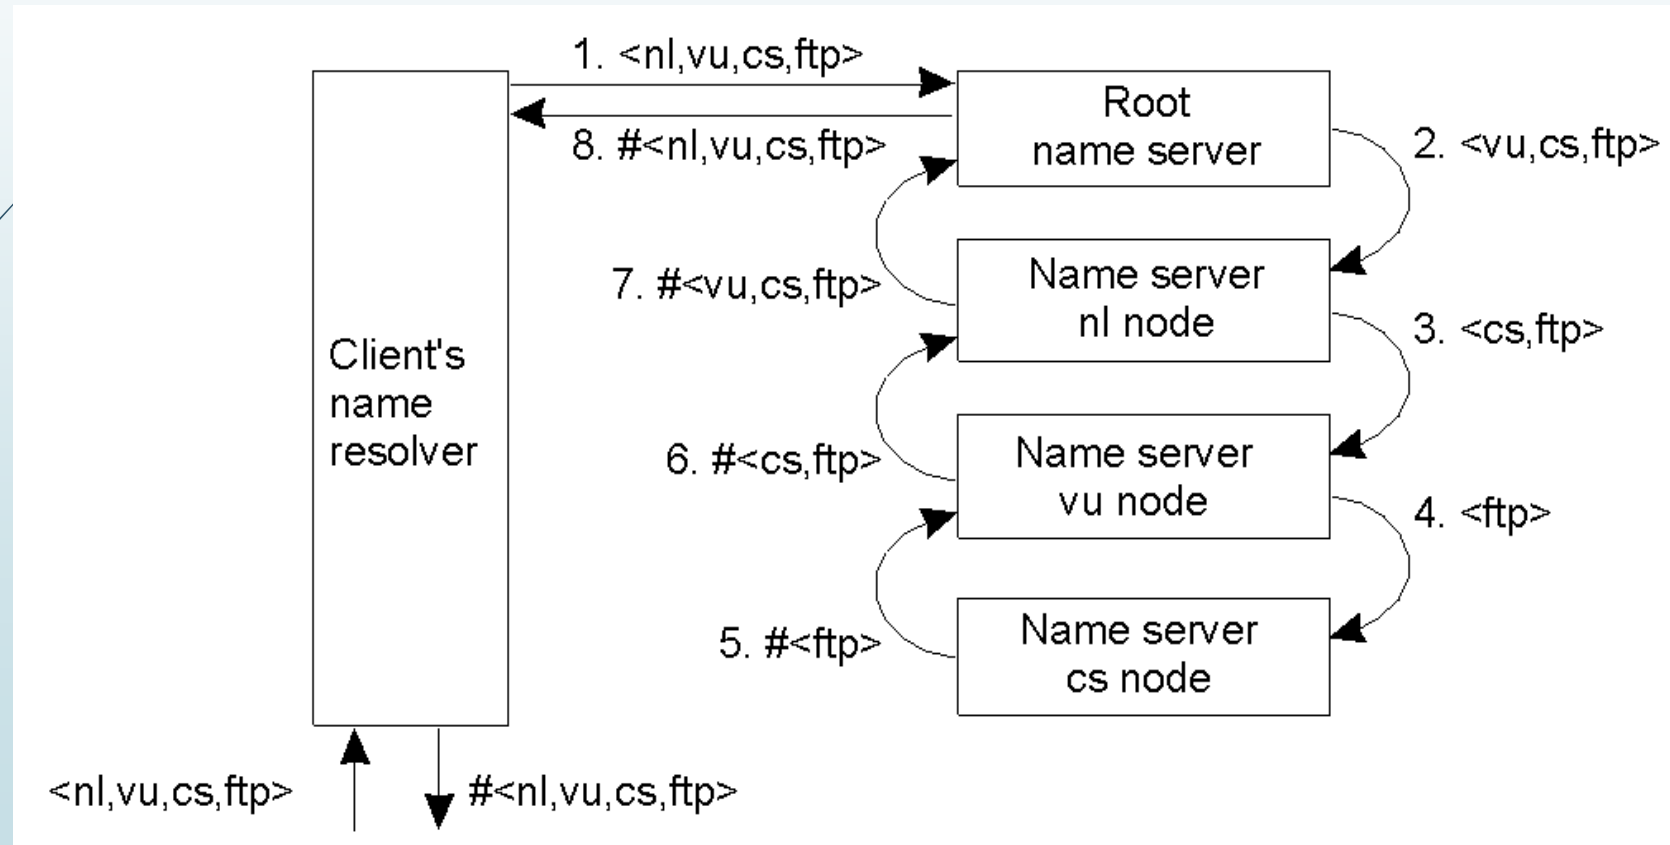 1. <nl,vu,cs,ftp>
Root
name server
8. #<nl,vu,cs,ftp>
2. <vu,cs,ftp>
Name server
nl node
7. #<vu,cs,ftp>
3. <cs,ftp>
Client's
name
resolver
Name server
vu node
6. #<cs,ftp>
4. <ftp>
Name server
cs node
5. #<ftp>
<nl,vu,cs,ftp>
#<nl,vu,cs,ftp>